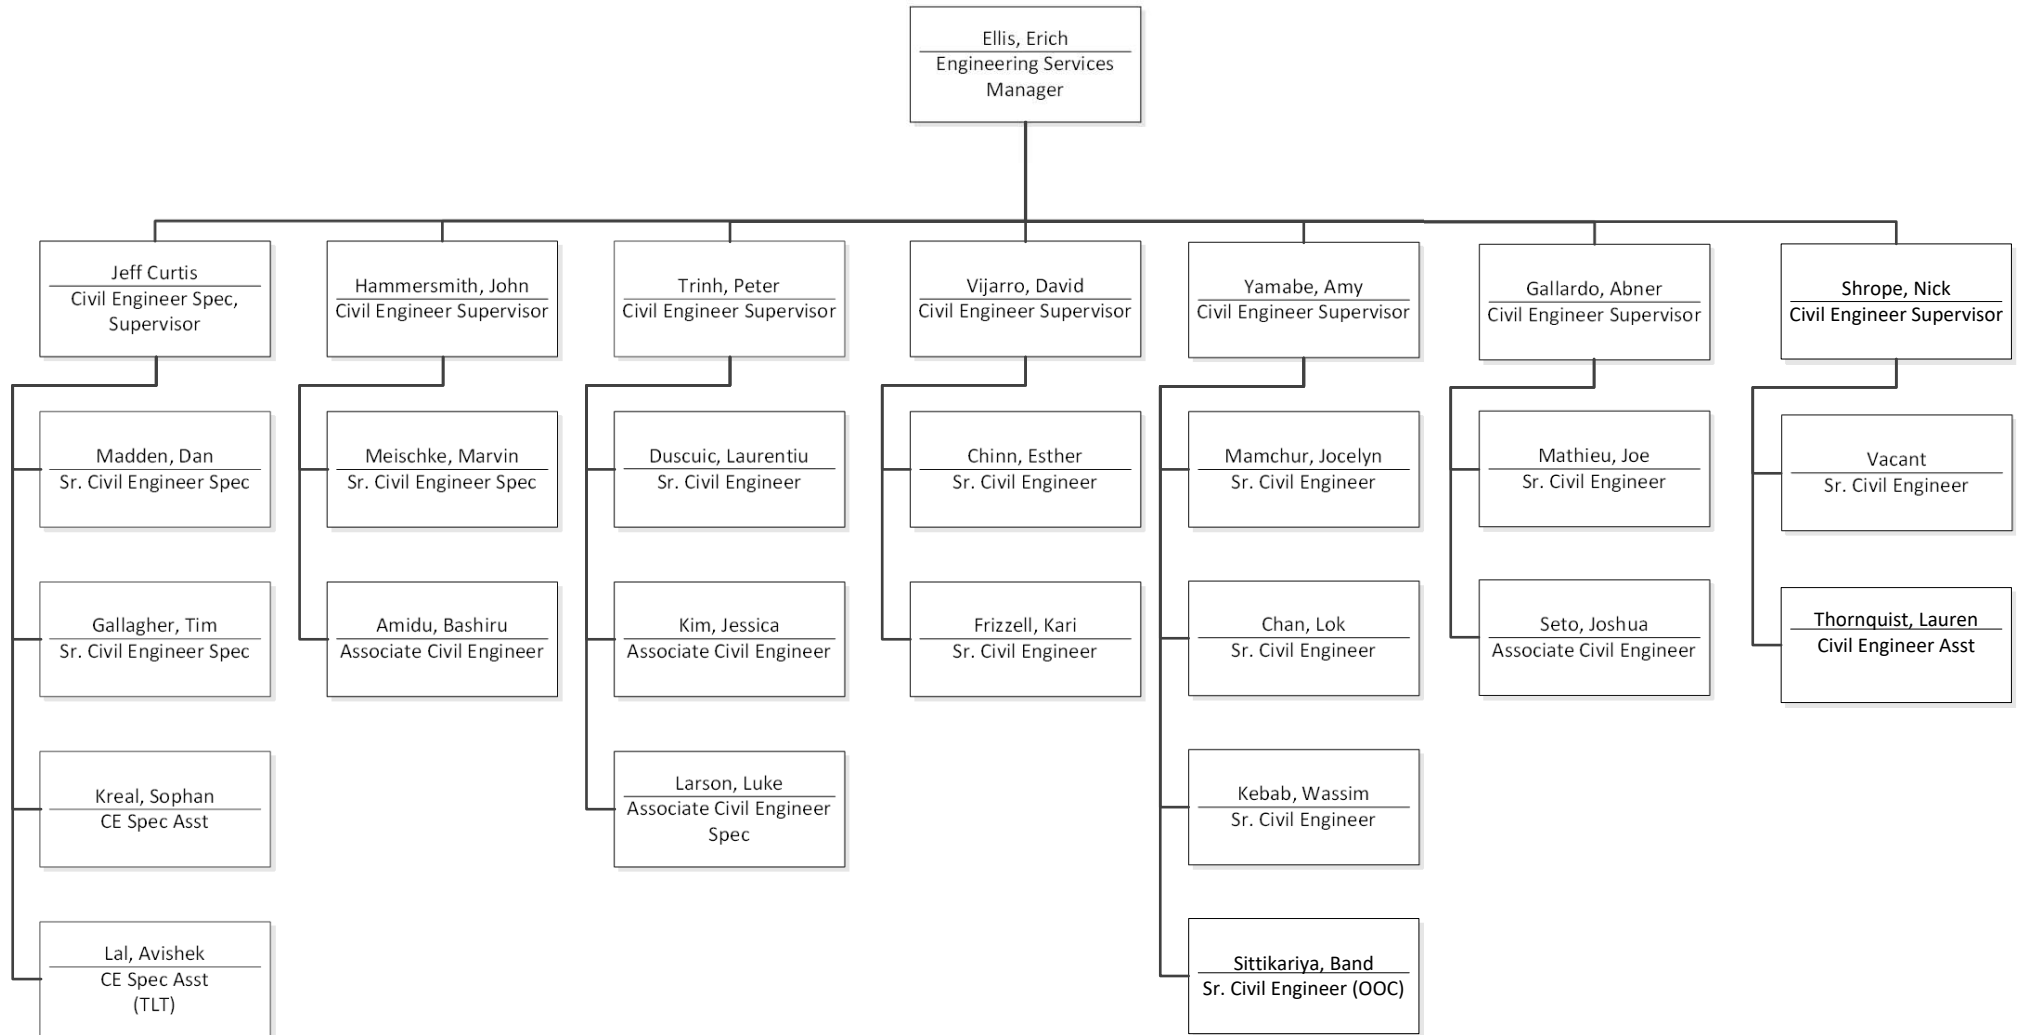 Ellis, Erich
Engineering Services
Manager
Jeff Curtis
Civil Engineer Spec,
Supervisor
Hammersmith, John
Civil Engineer Supervisor
Trinh, Peter
Civil Engineer Supervisor
Vijarro, David
Civil Engineer Supervisor
Yamabe, Amy
Civil Engineer Supervisor
Gallardo, Abner
Civil Engineer Supervisor
Shrope, Nick
Civil Engineer Supervisor
Madden, Dan
Sr. Civil Engineer Spec
Meischke, Marvin
Sr. Civil Engineer Spec
Duscuic, Laurentiu
Sr. Civil Engineer
Chinn, Esther
Sr. Civil Engineer
Mamchur, Jocelyn
Sr. Civil Engineer
Mathieu, Joe
Sr. Civil Engineer
Vacant
Sr. Civil Engineer
Gallagher, Tim
Sr. Civil Engineer Spec
Amidu, Bashiru
Associate Civil Engineer
Kim, Jessica
Associate Civil Engineer
Frizzell, Kari
Sr. Civil Engineer
Chan, Lok
Sr. Civil Engineer
Seto, Joshua
Associate Civil Engineer
Thornquist, Lauren
Civil Engineer Asst
Kreal, Sophan
CE Spec Asst
Larson, Luke
Associate Civil Engineer
Spec
Kebab, Wassim
Sr. Civil Engineer
Lal, Avishek
CE Spec Asst
(TLT)
Sittikariya, Band
Sr. Civil Engineer (OOC)